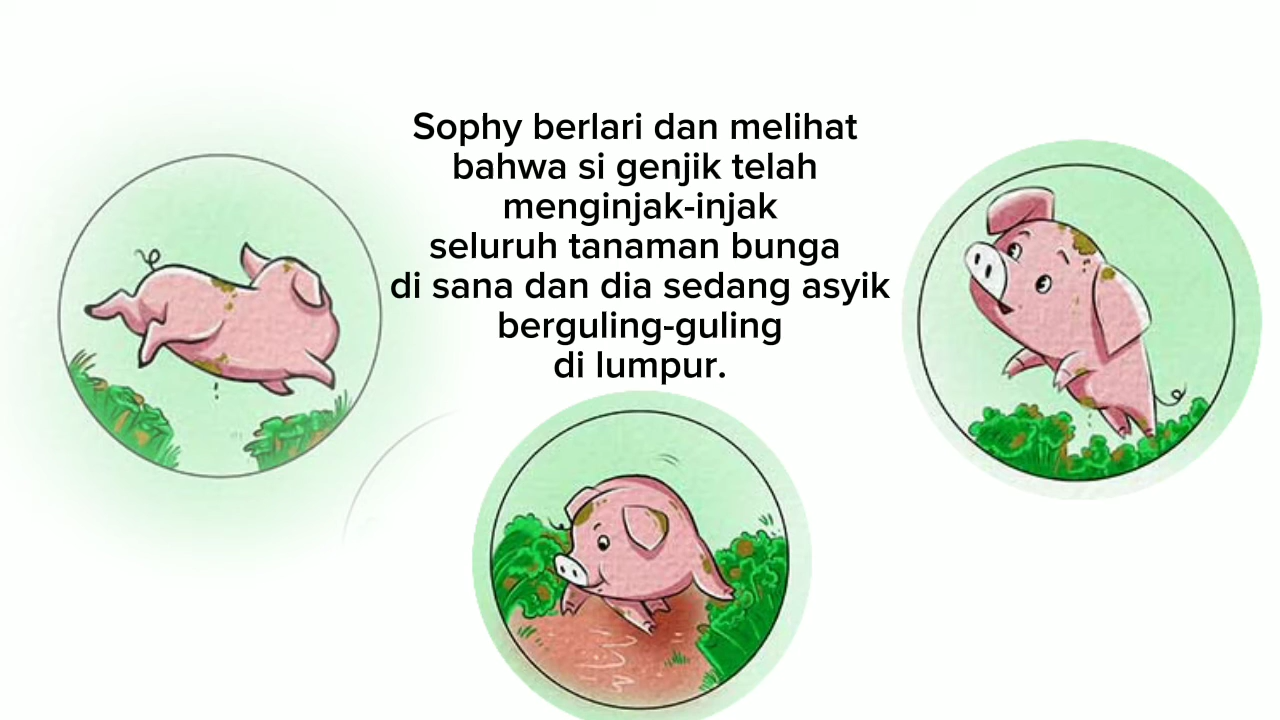 Sophy berlari dan melihat
bahwa si genjik telah
menginjak-injak
seluruh tanaman bunga
di sana dan dia sedang asyik
berguling-guling
di lumpur.